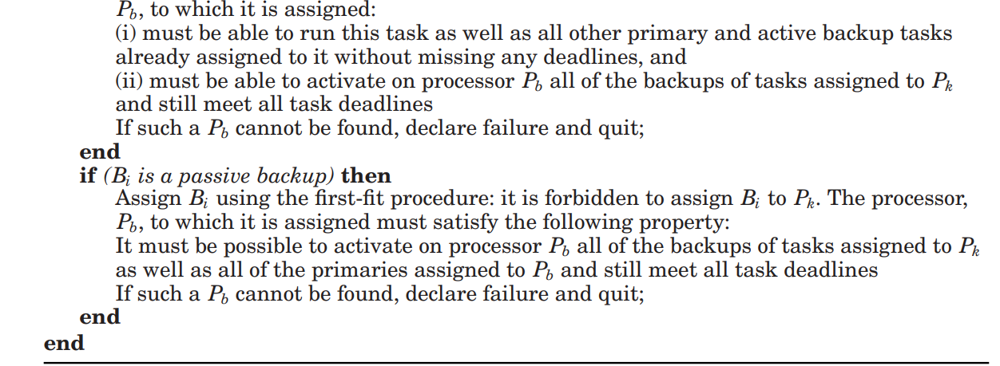 P_b, to which it is assigned:
(i) must be able to run this task as well as all other primary and active backup tasks
already assigned to it without missing any deadlines, and
(ii) must be able to activate on processor P_b all of the backups of tasks assigned to P_k
and still meet all task deadlines
If such a P_b cannot be found, declare failure and quit;
end
if (B_i is a passive backup) then
Assign B_i using the first-fit procedure: it is forbidden to assign B_i to P_k. The processor,
P_b, to which it is assigned must satisfy the following property:
It must be possible to activate on processor P_b all of the backups of tasks assigned to P_k
as well as all of the primaries assigned to P_b and still meet all task deadlines
If such a P_b cannot be found, declare failure and quit;
end
end